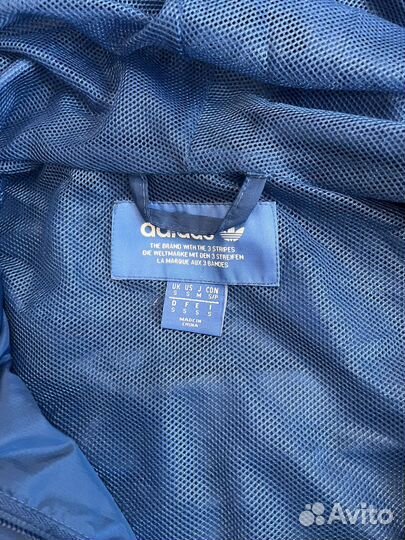 adidas
THE BRAND WITH THE 3 STRIPES
DIE WELTMARKE MIT DEN 3 STREIFEN
LA MARQUE AUX 3 BANDES
UK US J CDN
S S M S/P
D F E I
S S S S
MADE IN
CHINA
Avito